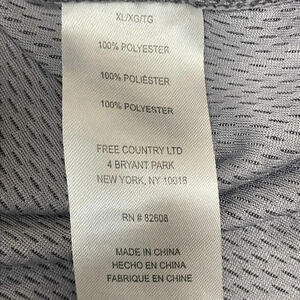 XL/XG/TG
100% POLYESTER
100% POLIÉSTER
100% POLYESTER
FREE COUNTRY LTD
4 BRYANT PARK
NEW YORK, NY 10018
RN # 82608
MADE IN CHINA
HECHO EN CHINA
FABRIQUE EN CHINE